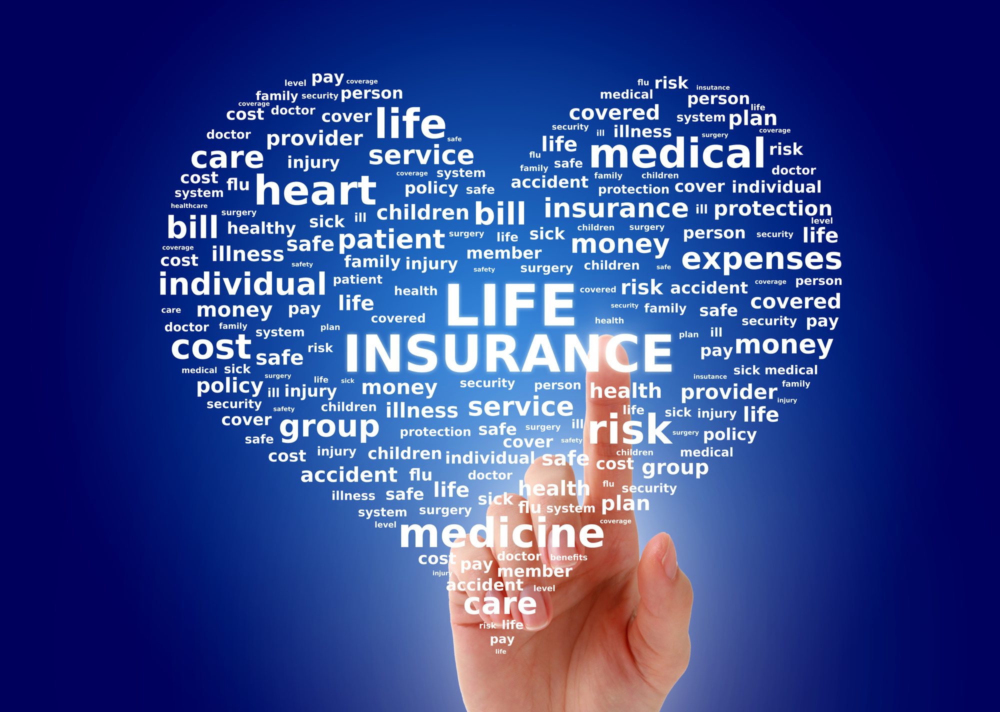 level pay coverage
flu risk insutance
family security person
medical person
coverage
life
cost doctor cover life
covered system plan
doctor provider safe
security ill illness surgery coverage
care injury service
life medical risk
flu
family safe doctor
cost flu heart coverage system
accident family children
system policy safe
protection cover individual
healthcare surgery
bill healthy sick ill children bill insurance ill protection
level
coverage illness safe patient surgery life sick children surgery person security life
cost safety family injury member money expenses
safety surgery children safe
individual patient health LIFE covered risk accident coverage person
care money pay life covered security family safe covered
doctor family system plan health security pay
cost safe risk INSURANCE plan ill pay money
medical sick surgery life sick insutance sick medical
policy ill injury money security person health provider family
injury
security safety children illness service life sick injury life
cover group protection safe surgery ill risk surgery policy
safe cover safety
cost injury children individual safe children medical
cost group
accident flu doctor
illness safe life sick health flu security
system surgery flu system plan
level medicine coverage
cost pay doctor benefits
injury member
accident level
care
risk life
pay
life